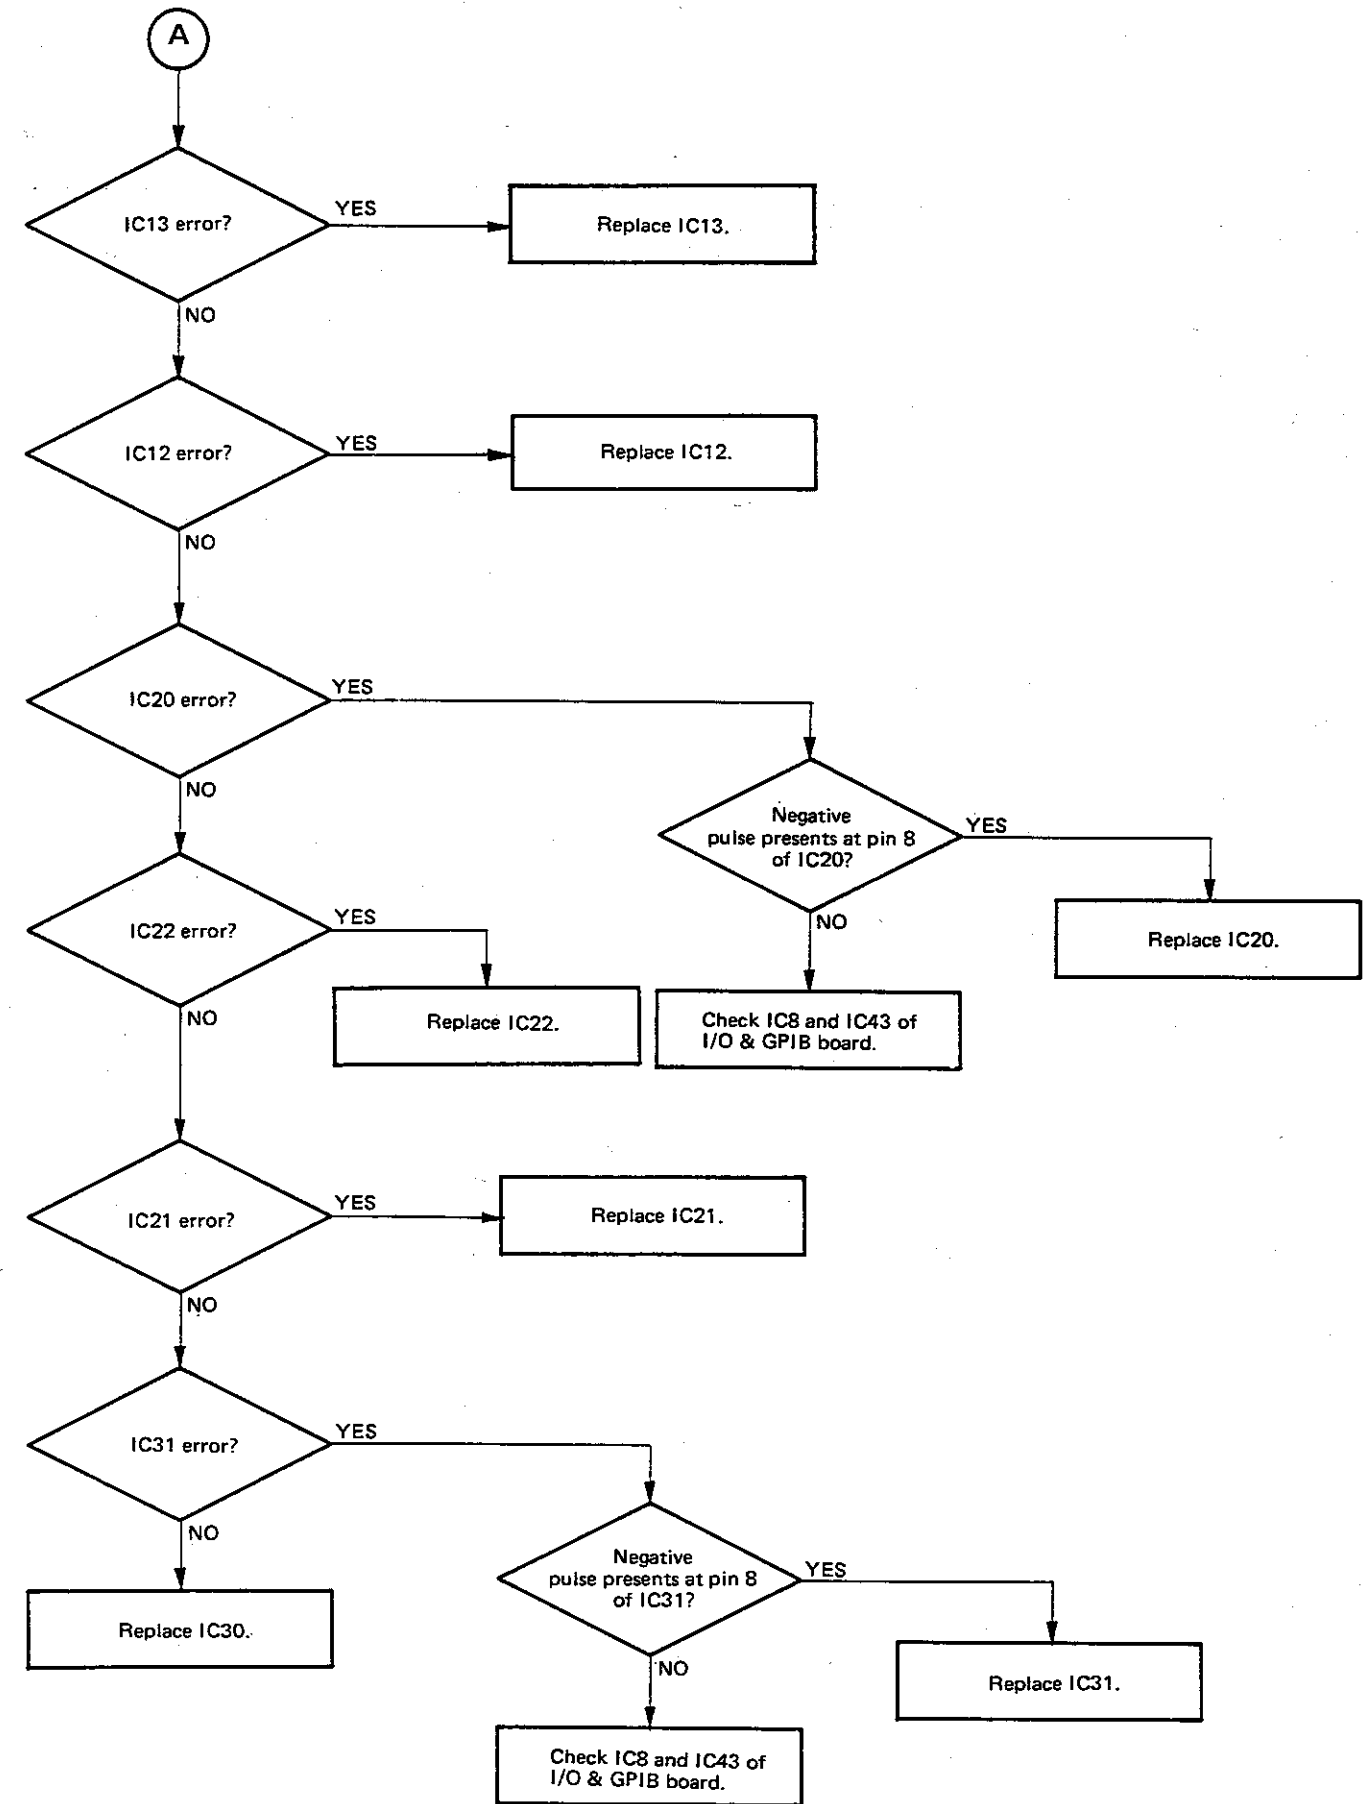 A
IC13 error?
YES
Replace IC13.
NO
IC12 error?
YES
Replace IC12.
NO
IC20 error?
YES
NO
Negative
pulse presents at pin 8
of IC20?
YES
NO
Replace IC20.
IC22 error?
YES
Replace IC22.
NO
Check IC8 and IC43 of
I/O & GPIB board.
IC21 error?
YES
Replace IC21.
NO
IC31 error?
YES
NO
Replace IC30.
Negative
pulse presents at pin 8
of IC31?
YES
NO
Replace IC31.
Check IC8 and IC43 of
I/O & GPIB board.